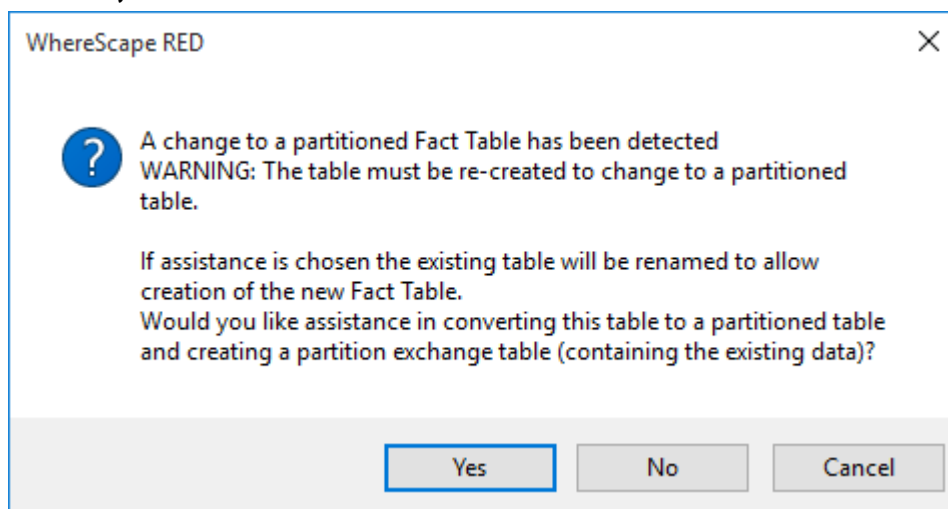 WhereScape RED
A change to a partitioned Fact Table has been detected
WARNING: The table must be re-created to change to a partitioned
table.
If assistance is chosen the existing table will be renamed to allow
creation of the new Fact Table.
Would you like assistance in converting this table to a partitioned table
and creating a partition exchange table (containing the existing data)?
Yes No Cancel